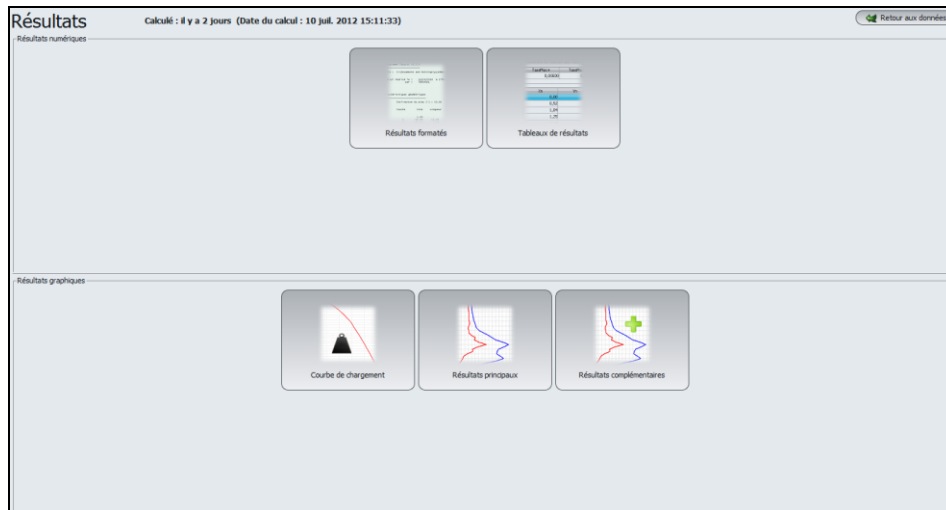 Résultats
Calculé : il y a 2 jours (Date du calcul : 10 juil. 2012 15:11:33)
Retour aux données
Résultats numériques
Résultats formatés
Tableaux de résultats
Résultats graphiques
Courbe de chargement
Résultats principaux
Résultats complémentaires